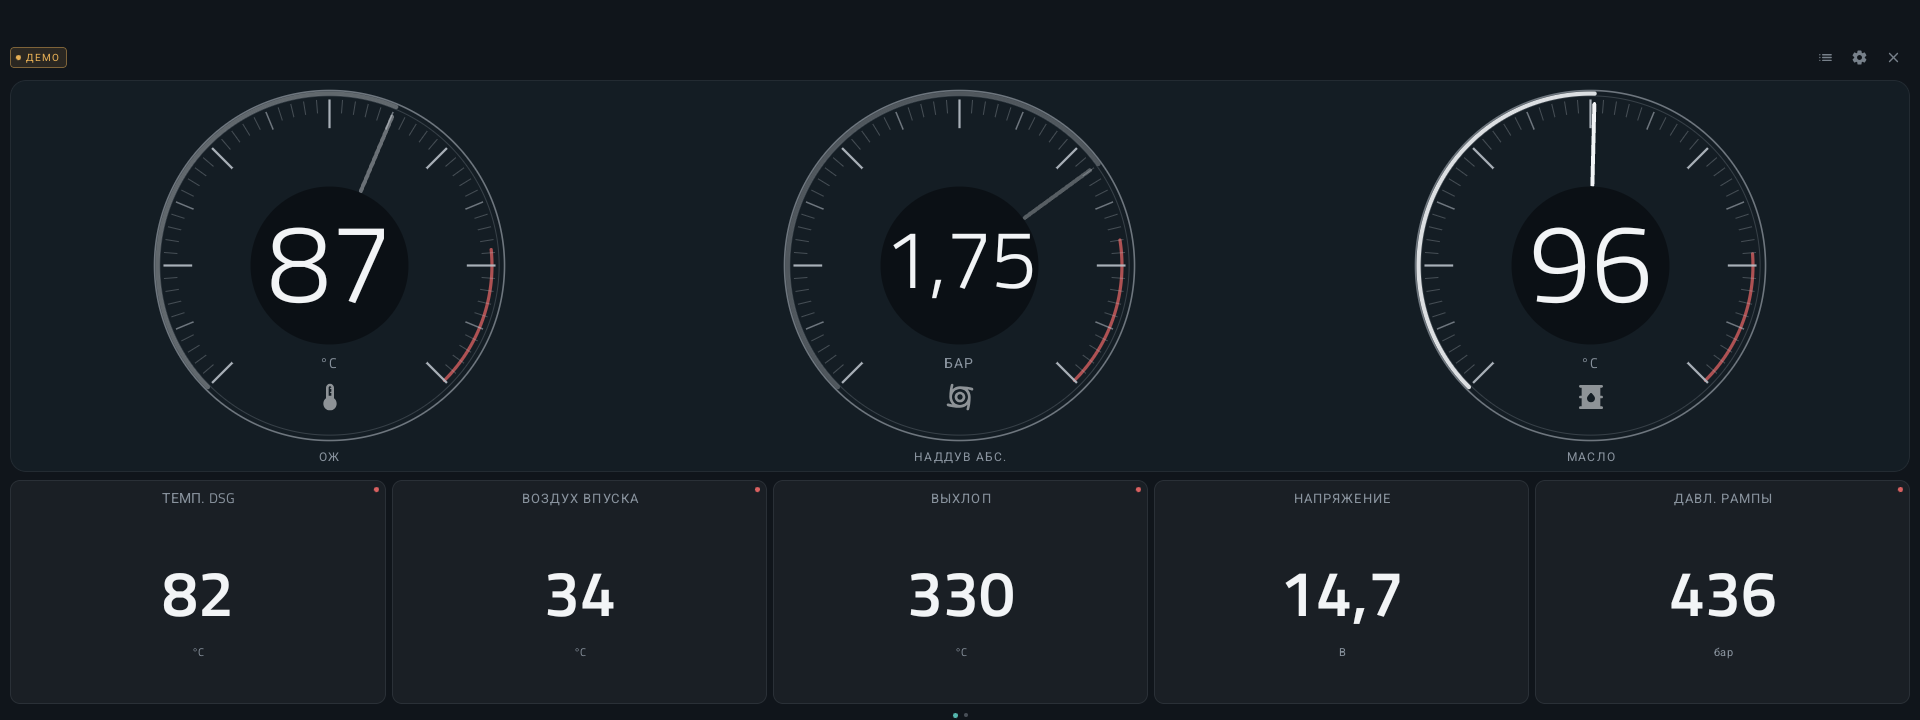 ДЕМО
87
°C
ОЖ
1,75
БАР
НАДДУВ АБС.
96
°C
МАСЛО
ТЕМП. DSG
82
°C
ВОЗДУХ ВПУСКА
34
°C
ВЫХЛОП
330
°C
НАПРЯЖЕНИЕ
14,7
В
ДАВЛ. РАМПЫ
436
бар